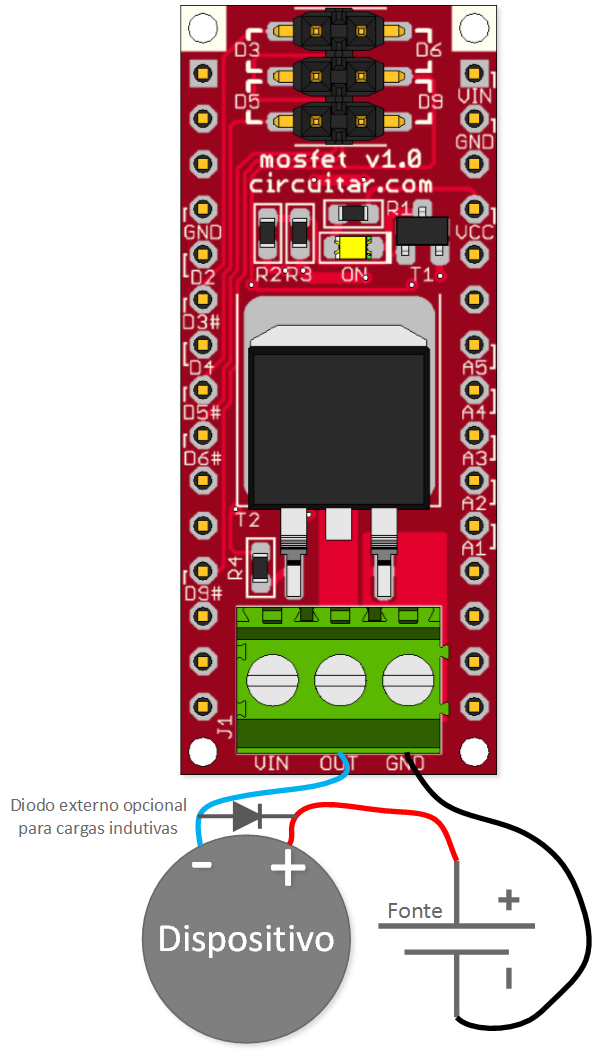 D3
D6
D5
D9
VIN
GND
mosfet v1.0
circuitar.com
R1
GND
VCC
R2
R3
ON
T1
D2
D3#
D4
A5
D5#
A4
D6#
A3
A2
T2
A1
R4
D9#
J1
VIN
OUT
GND
Diodo externo opcional
para cargas indutivas
- +
Dispositivo
Fonte
+
-